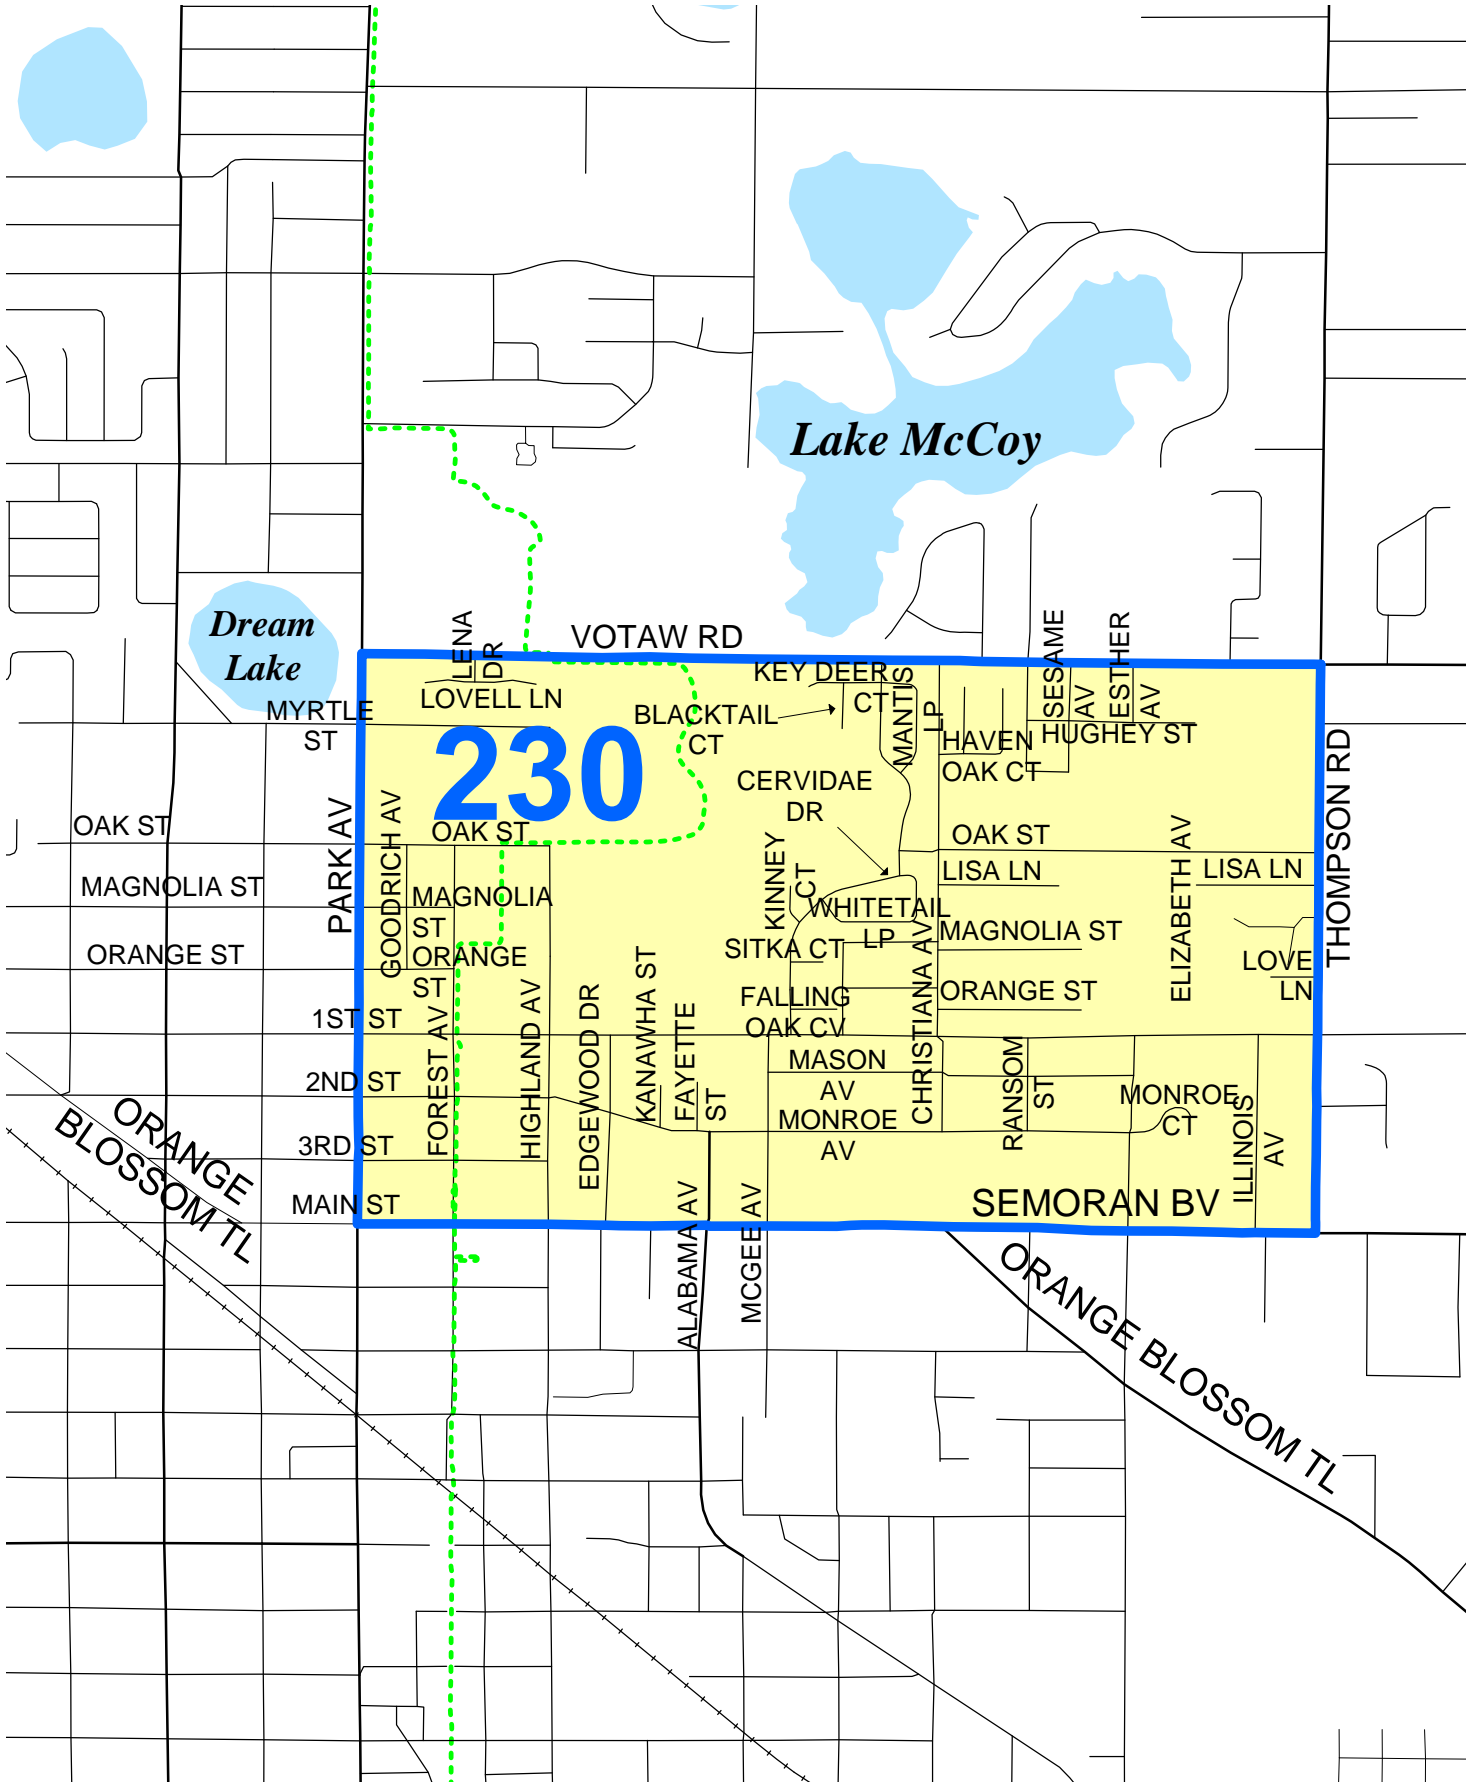 Lake McCoy
Dream
Lake
VOTAW RD
LENA
DR
LOVELL LN
MYRTLE
ST
230
KEY DEER
CT
BLACKTAIL
CT
MANTIS
LP
SESAME
AV
ESTHER
AV
HUGHEY ST
HAVEN
OAK CT
CERVIDAE
DR
PARK AV
THOMPSON RD
OAK ST
OAK ST
OAK ST
GOODRICH AV
MAGNOLIA ST
MAGNOLIA
ST
KINNEY
CT
LISA LN
LISA LN
ELIZABETH AV
WHITETAIL
LP
MAGNOLIA ST
ORANGE ST
ORANGE
ST
SITKA CT
CHRISTIANA AV
LOVE
LN
FALLING
OAK CV
ORANGE ST
1ST ST
FOREST AV
HIGHLAND AV
EDGEWOOD DR
KANAWHA ST
FAYETTE
ST
MASON
AV
RANSOM
ST
2ND ST
MONROE
AV
MONROE
CT
ILLINOIS
AV
3RD ST
MAIN ST
ORANGE
BLOSSOM TL
ALABAMA AV
MCGEE AV
SEMORAN BV
ORANGE BLOSSOM TL